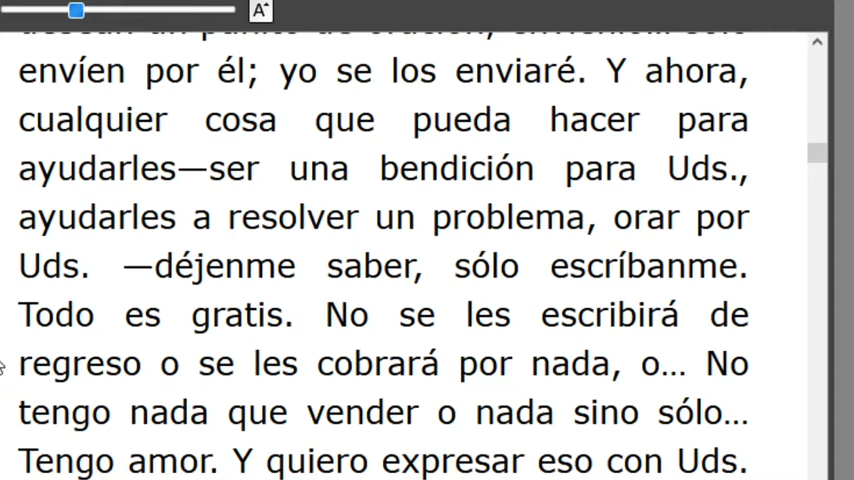 A
envíen por él; yo se los enviaré. Y ahora,
cualquier cosa que pueda hacer para
ayudarles—ser una bendición para Uds.,
ayudarles a resolver un problema, orar por
Uds. —déjenme saber, sólo escríbanme.
Todo es gratis. No se les escribirá de
regreso o se les cobrará por nada, o... No
tengo nada que vender o nada sino sólo...
Tengo amor. Y quiero expresar eso con Uds.